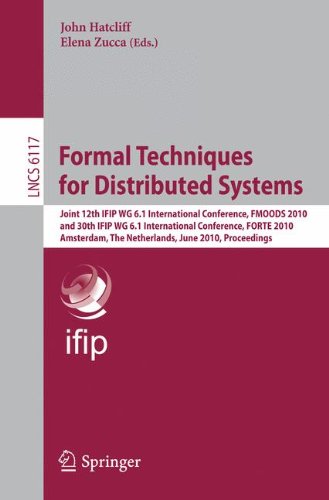 John Hatcliff
Elena Zucca (Eds.)
LNCS 6117
Formal Techniques
for Distributed Systems
Joint 12th IFIP WG 6.1 International Conference, FMOODS 2010
and 30th IFIP WG 6.1 International Conference, FORTE 2010
Amsterdam, The Netherlands, June 2010, Proceedings
ifip
Springer